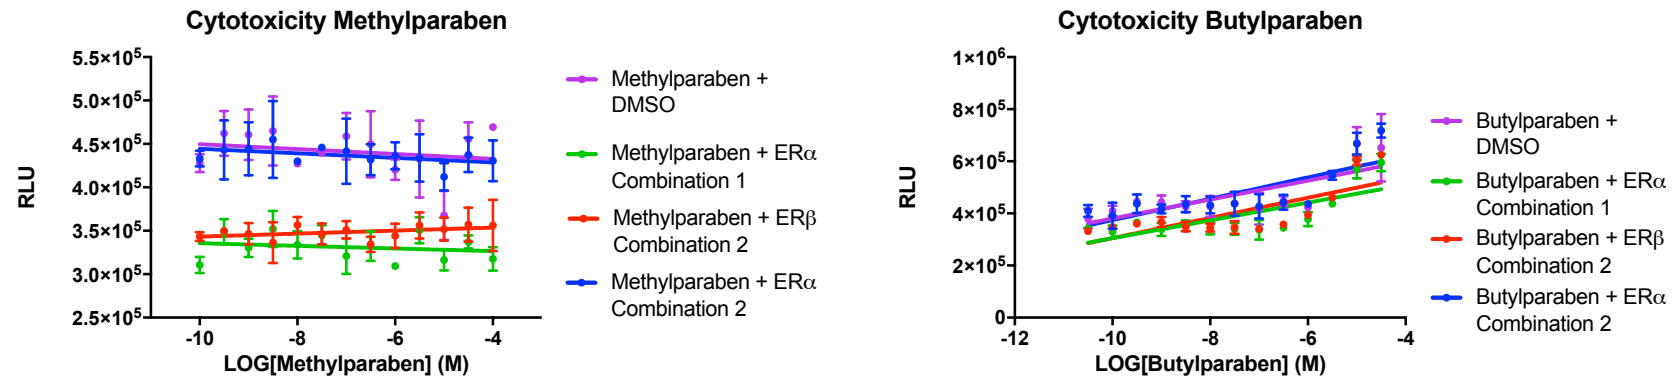 Cytotoxicity Methylparaben
5.5×10⁵
5.0×10⁵
4.5×10⁵
4.0×10⁵
3.5×10⁵
3.0×10⁵
2.5×10⁵
RLU
-10
-8
-6
-4
LOG[Methylparaben] (M)
Methylparaben +
DMSO
Methylparaben + ERα
Combination 1
Methylparaben + ERβ
Combination 2
Methylparaben + ERα
Combination 2
Cytotoxicity Butylparaben
1×10⁶
8×10⁵
6×10⁵
4×10⁵
2×10⁵
0
RLU
-12
-10
-8
-6
-4
LOG[Butylparaben] (M)
Butylparaben +
DMSO
Butylparaben + ERα
Combination 1
Butylparaben + ERβ
Combination 2
Butylparaben + ERα
Combination 2